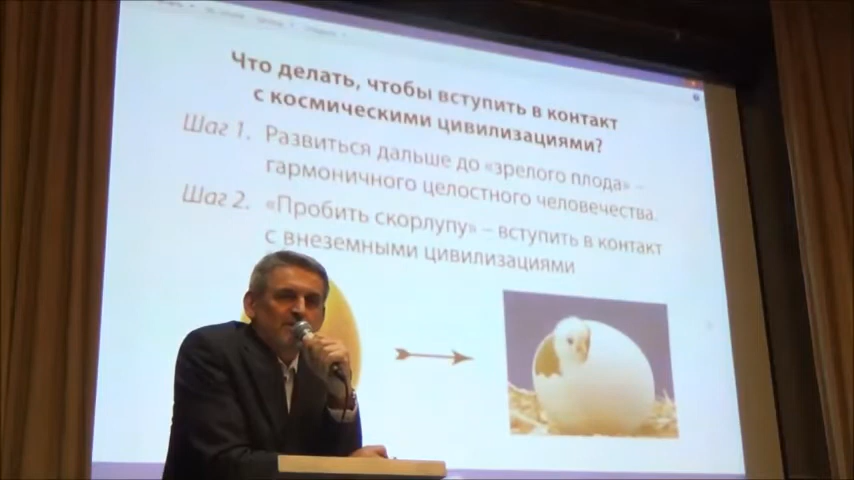 Что делать, чтобы вступить в контакт
с космическими цивилизациями?
Шаг 1. Развиться дальше до «зрелого плода» –
гармоничного целостного человечества.
Шаг 2. «Пробить скорлупу» – вступить в контакт
с внеземными цивилизациями